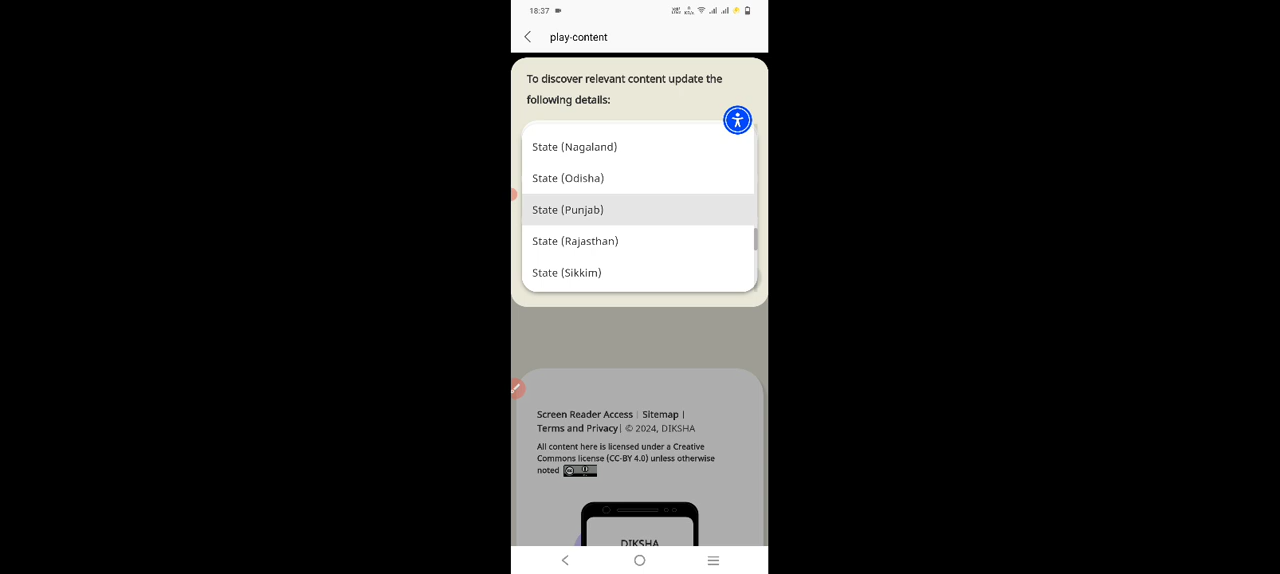 18:37
play-content
To discover relevant content update the
following details:
State (Nagaland)
State (Odisha)
State (Punjab)
State (Rajasthan)
State (Sikkim)
Screen Reader Access | Sitemap |
Terms and Privacy| © 2024, DIKSHA
All content here is licensed under a Creative
Commons license (CC-BY 4.0) unless otherwise
noted
DIKSHA